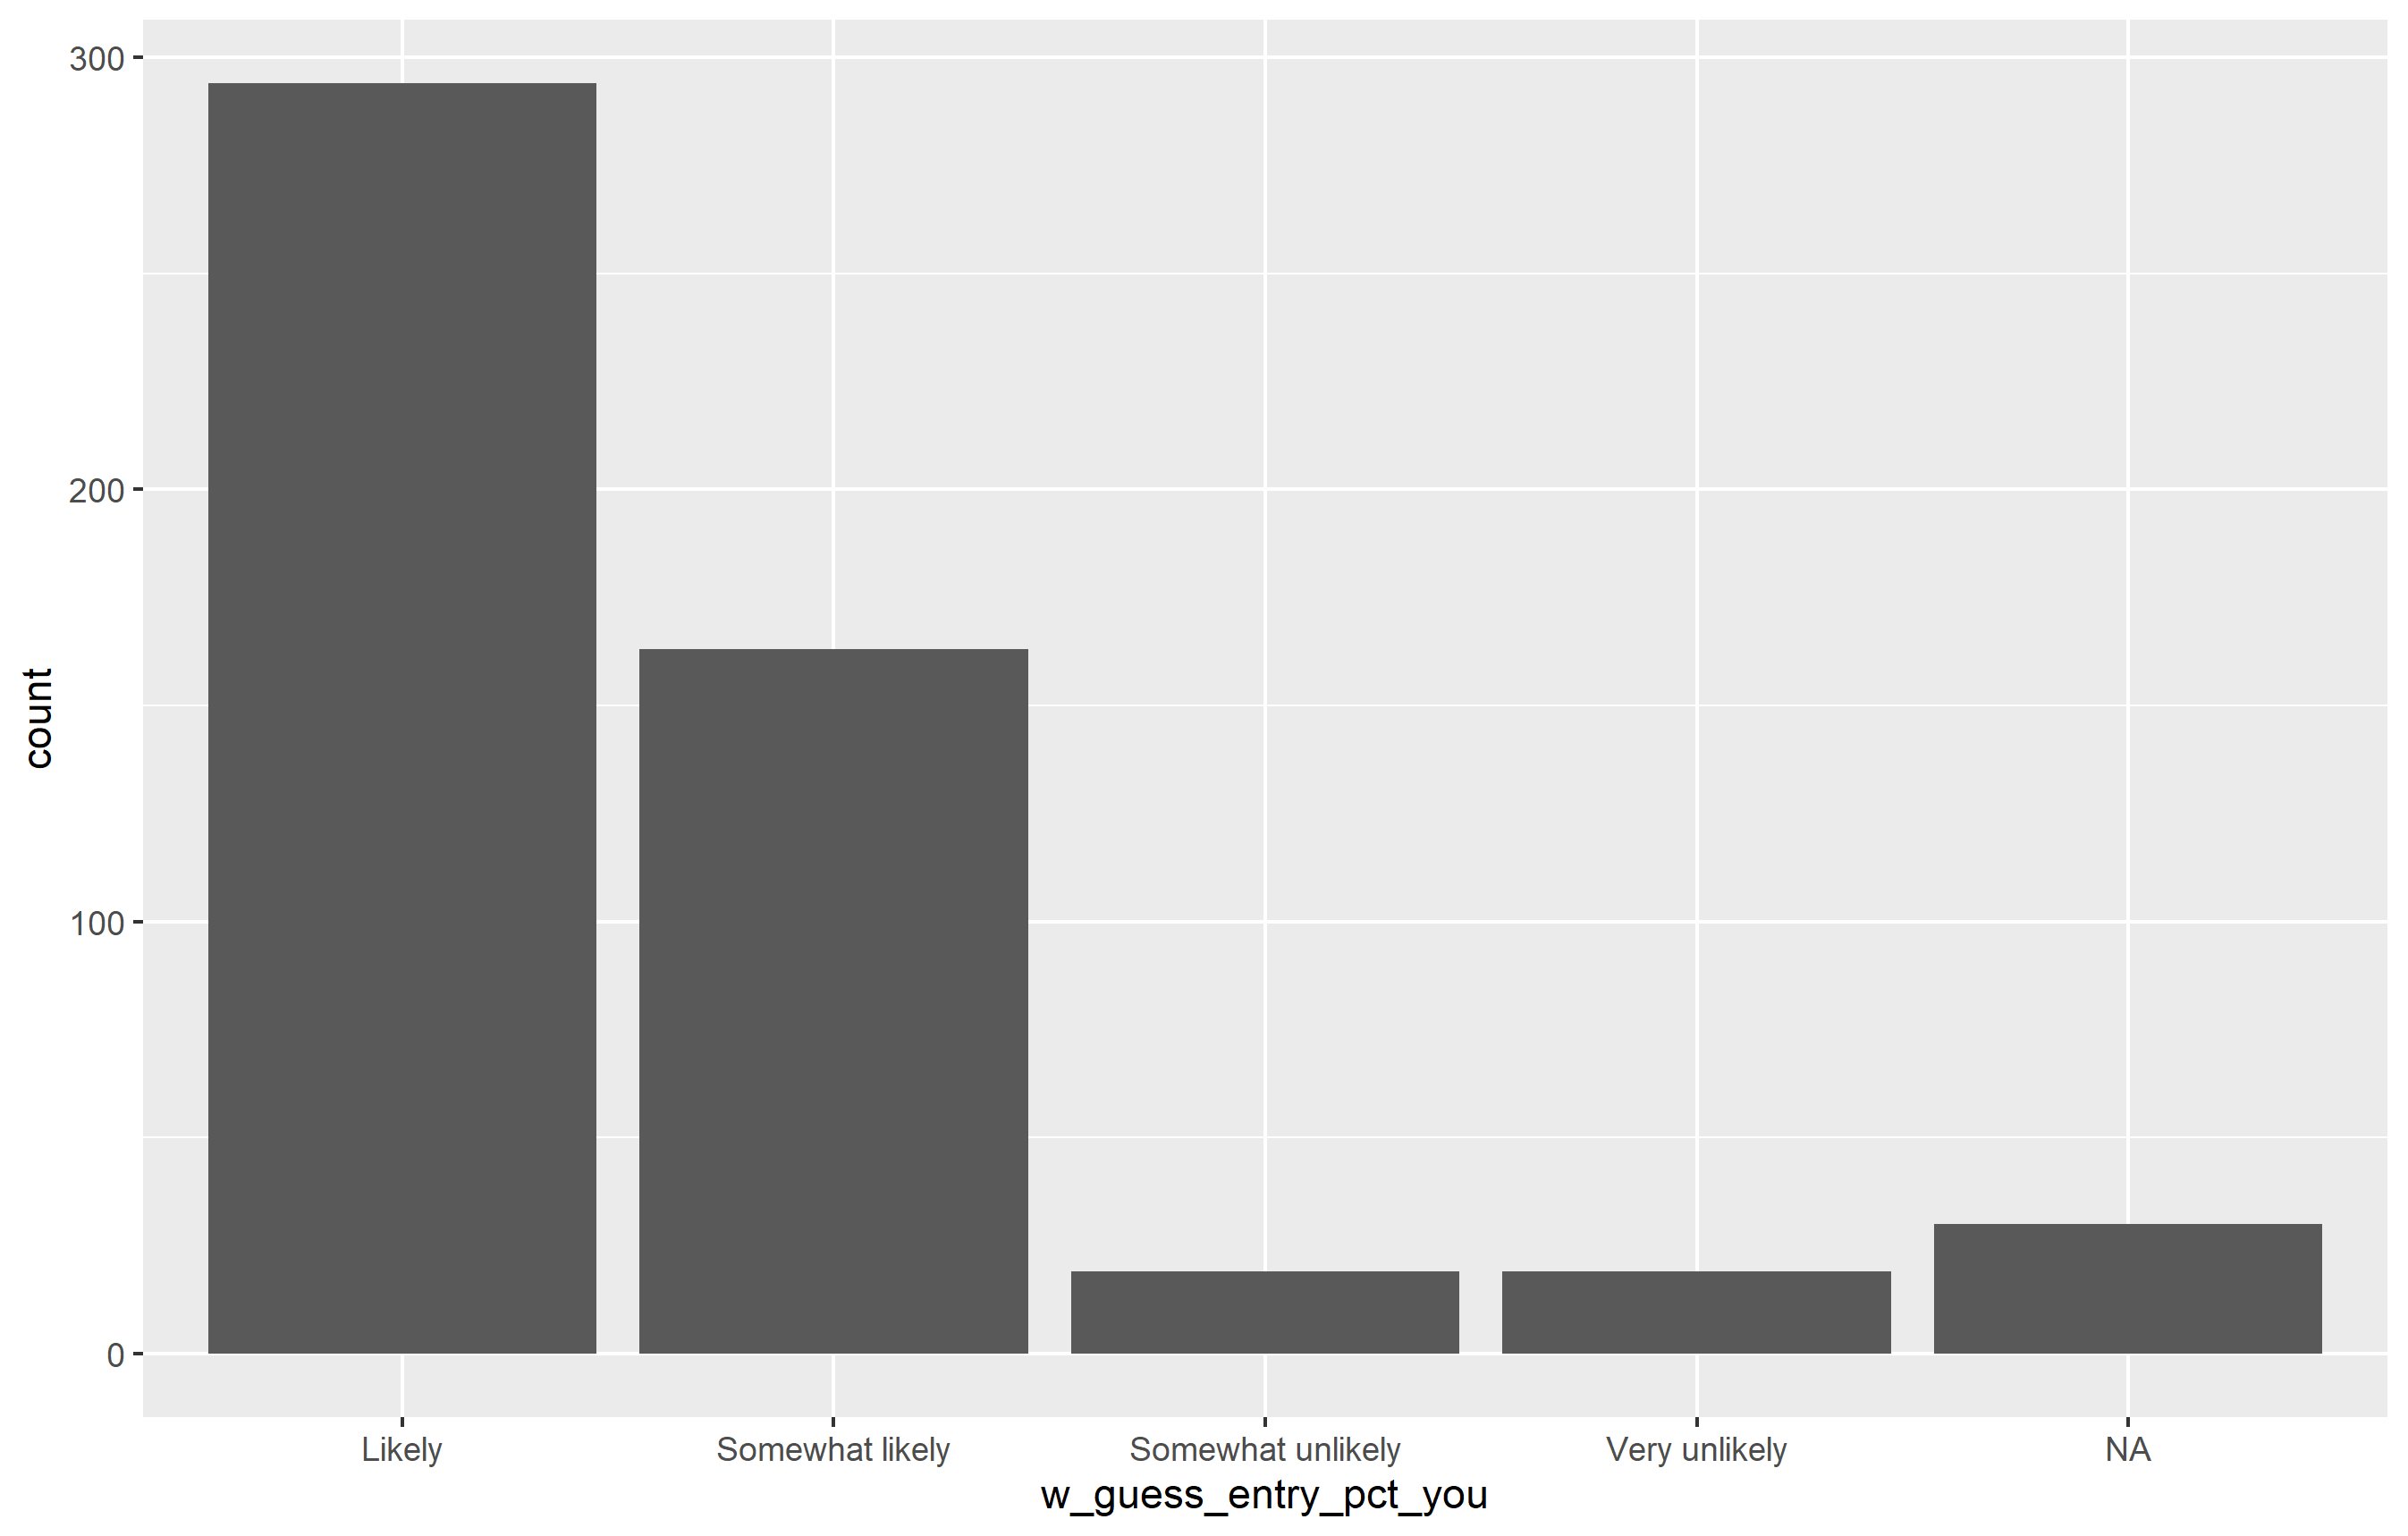 300
200
100
0
count
Likely
Somewhat likely
Somewhat unlikely
Very unlikely
NA
w_guess_entry_pct_you